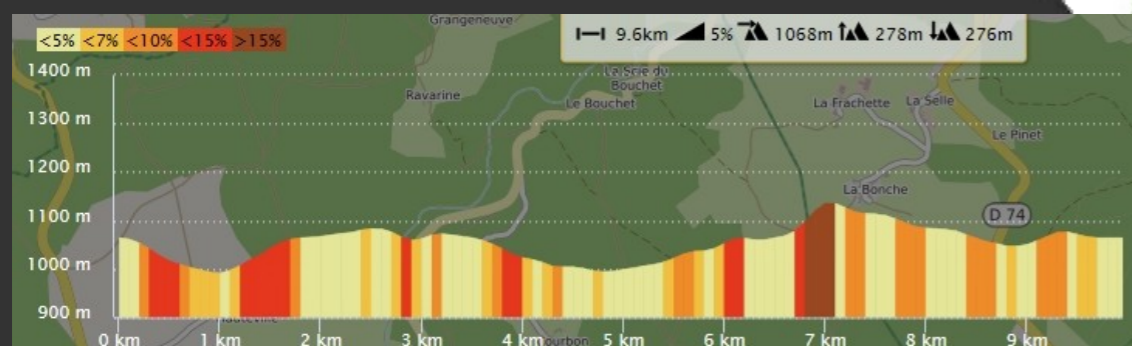 Grangeneuve
<5% <7% <10% <15% >15%
9.6km 5% 1068m 278m 276m
1400 m
La Scie du
Bouchet
Ravarine
Le Bouchet
La Frachette
La Selle
1300 m
Le Pinet
1200 m
La Bonche
1100 m
D 74
1000 m
900 m
Hauteville
0 km 1 km 2 km 3 km 4 km 5 km 6 km 7 km 8 km 9 km